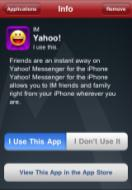 Applications
Info
Remove
IM
Yahoo!
I use this.
Friends are an instant away on
Yahoo! Messenger for the iPhone
Yahoo! Messenger for the iPhone
allows you to IM friends and family
right from your iPhone wherever you
are.
I Use This App
I Don't Use It
View This App in the App Store